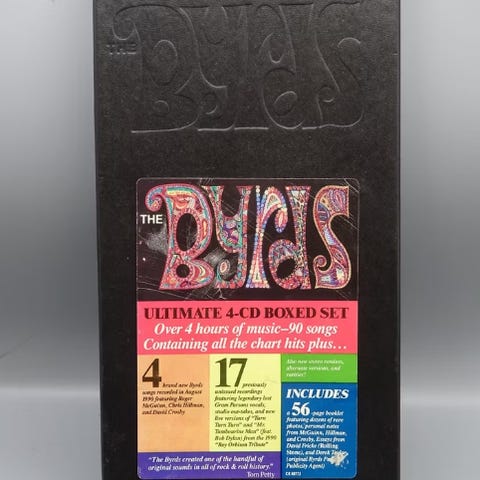 THE
Byrds
THE
Byrds
ULTIMATE 4-CD BOXED SET
Over 4 hours of music–90 songs
Containing all the chart hits plus...
4 brand new Byrds
songs recorded in August
1990 featuring Roger
McGuinn, Chris Hillman,
and David Crosby
17 previously
unissued recordings
featuring legendary lost
Gram Parsons vocals,
studio out-takes, and new
live versions of "Turn
Turn Turn" and "Mr.
Tambourine Man" (feat.
Bob Dylan) from the 1990
"Roy Orbison Tribute"
Also new stereo versions,
alternate versions, and
rarities!
INCLUDES
a 56-page booklet
featuring dozens of rare
photos/personal notes
from McGuinn, Hillman,
and Crosby, Essays from
David Fricke (Rolling
Stone), and Derek
(original Byrds
Publicity Agent)
"The Byrds created one of the handful of
original sounds in all of rock & roll history."
Tom Petty